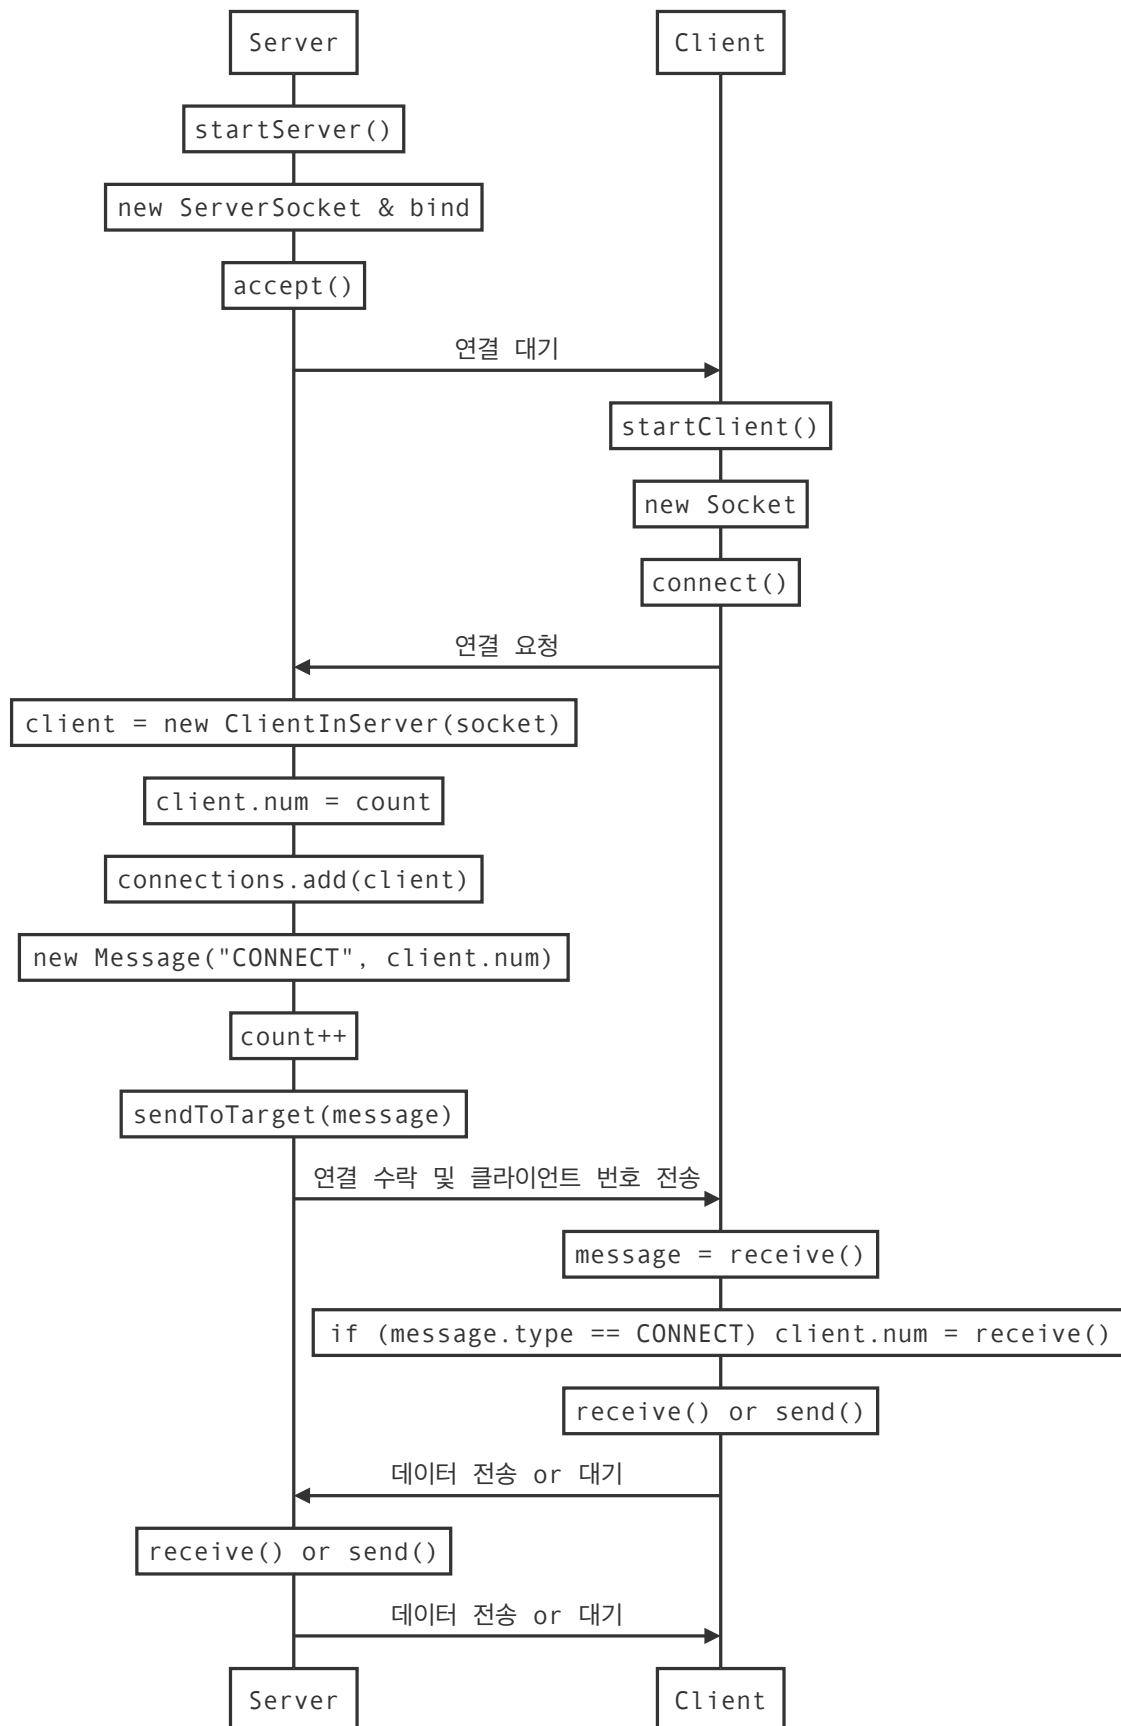 Server
Client
startServer()
new ServerSocket & bind
accept()
연결 대기
startClient()
new Socket
connect()
연결 요청
client = new ClientInServer(socket)
client.num = count
connections.add(client)
new Message("CONNECT", client.num)
count++
sendToTarget(message)
연결 수락 및 클라이언트 번호 전송
message = receive()
if (message.type == CONNECT) client.num = receive()
receive() or send()
데이터 전송 or 대기
receive() or send()
데이터 전송 or 대기
Server
Client